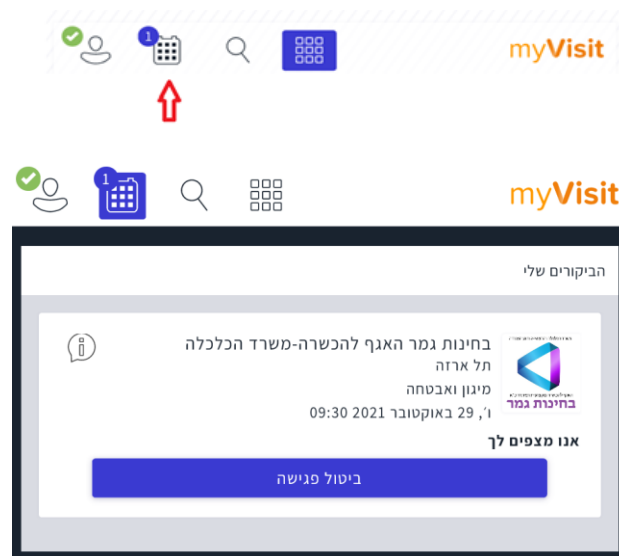 1
myVisit
1
myVisit
הביקורים שלי
בחינות גמר האגף להכשרה-משרד הכלכלה
תל ארזה
מיגון ואבטחה
ו׳, 29 באוקטובר 2021 09:30
בחינות גמר
אנו מצפים לך
ביטול פגישה